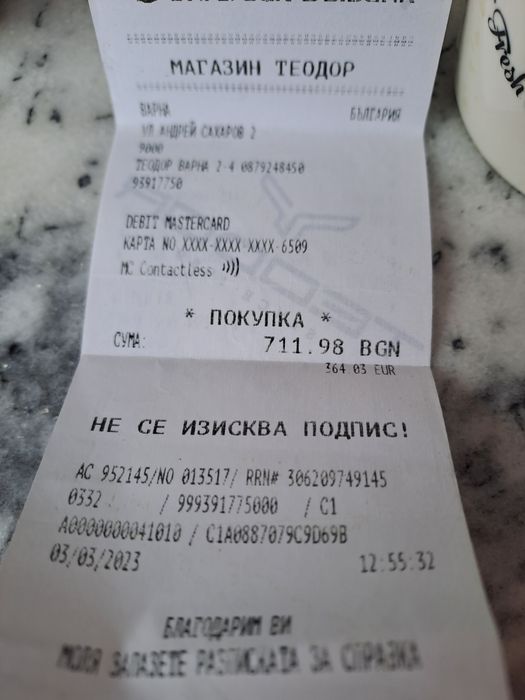 МАГАЗИН ТЕОДОР
ВАРНА БЪЛГАРИЯ
УЛ АНДРЕЙ САХАРОВ 2
9000
ТЕОДОР ВАРНА 2-4 0879248450
93917750
DEBIT MASTERCARD
КАРТА NO XXXX-XXXX-XXXX-6509
MC Contactless
* ПОКУПКА *
СУМА: 711.98 BGN
364 03 EUR
НЕ СЕ ИЗИСКВА ПОДПИС!
AC 952145/NO 013517/ RRN# 306209749145
0332 / 999391775000 / C1
A0000000041010 / C1A0887079C9D69B
03/03/2023 12:55:32
БЛАГОДАРИМ ВИ
МОЛЯ ЗАПАЗЕТЕ РАЗПИСКАТА ЗА СПРАВКА
Fresh